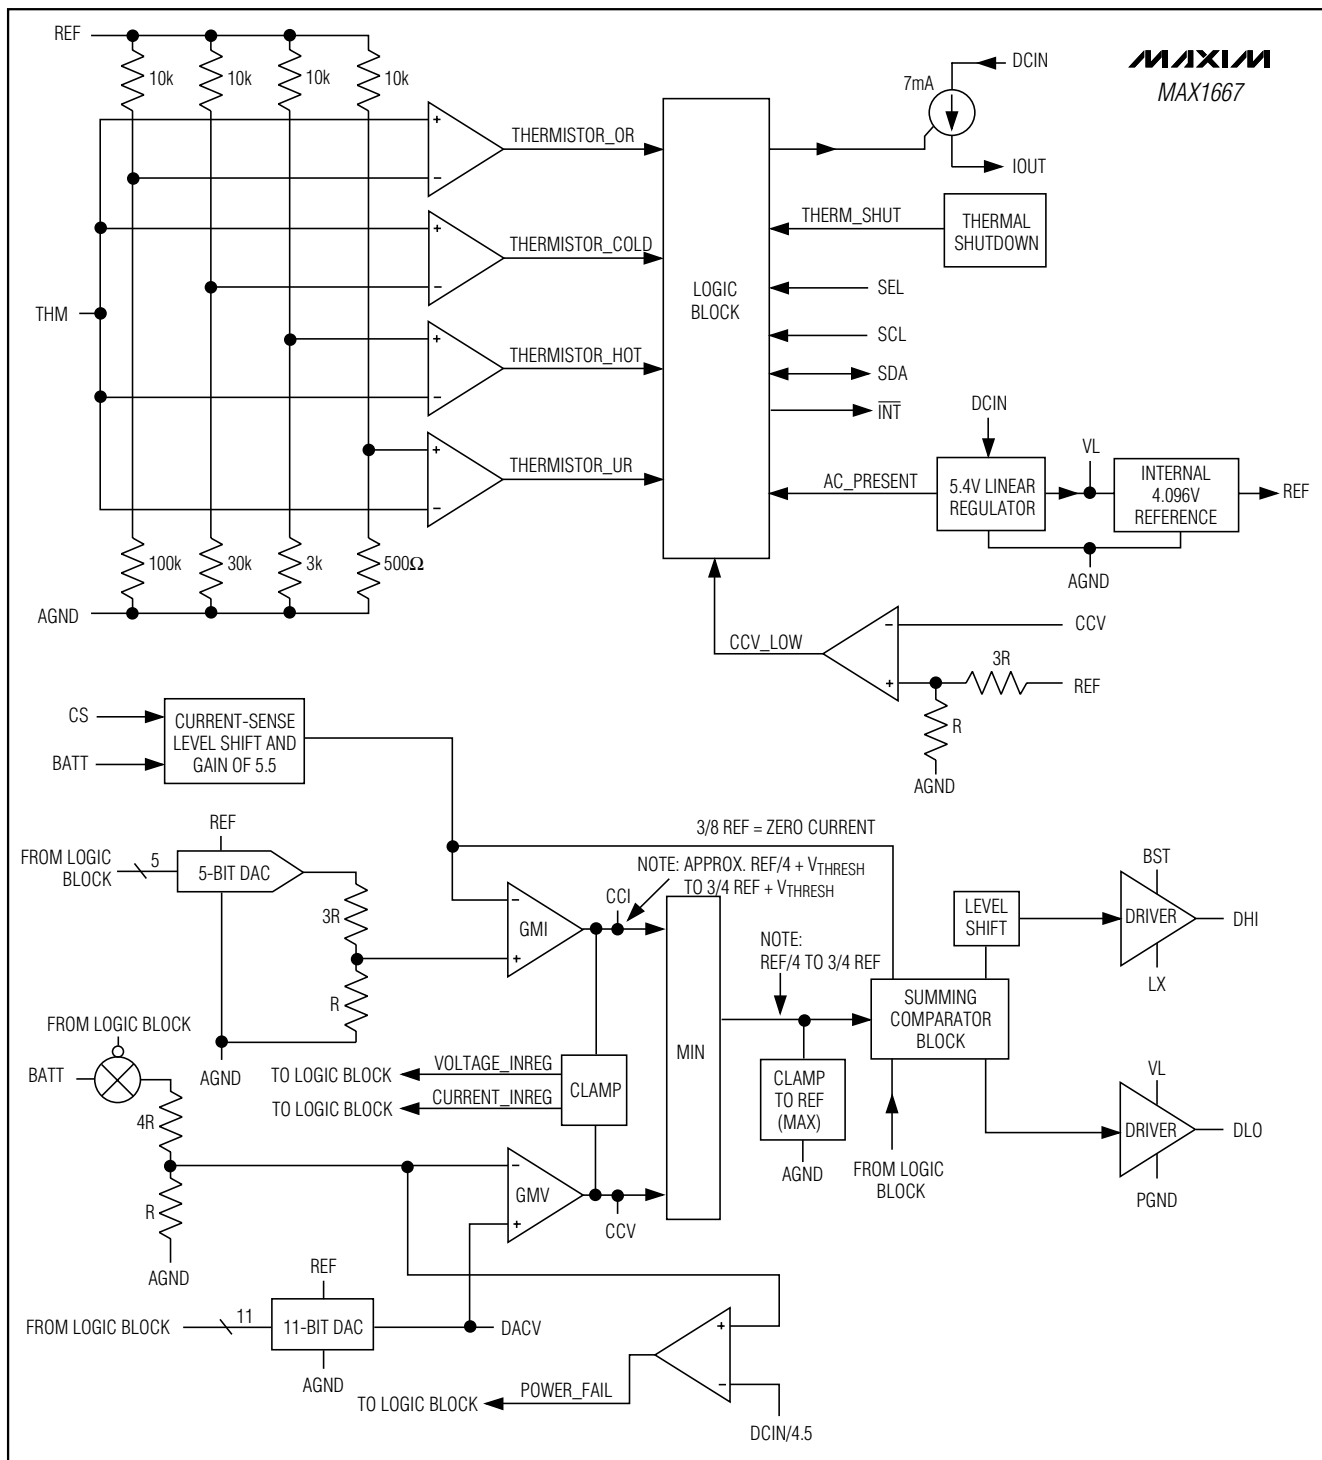 REF
10k
10k
10k
10k
DCIN
7mA
MAXIM
MAX1667
+
−
THERMISTOR_OR
IOUT
+
−
THERMISTOR_COLD
THERM_SHUT
THERMAL
SHUTDOWN
THM
LOGIC
BLOCK
SEL
SCL
+
−
THERMISTOR_HOT
SDA
INT
+
−
THERMISTOR_UR
DCIN
VL
AC_PRESENT
5.4V LINEAR
REGULATOR
INTERNAL
4.096V
REFERENCE
REF
100k
30k
3k
500Ω
AGND
AGND
CCV_LOW
−
+
CCV
3R
REF
R
AGND
CS
BATT
CURRENT-SENSE
LEVEL SHIFT AND
GAIN OF 5.5
3/8 REF = ZERO CURRENT
REF
FROM LOGIC
BLOCK
5
5-BIT DAC
NOTE: APPROX. REF/4 + VTHRESH
TO 3/4 REF + VTHRESH
CCI
3R
R
−
+
GMI
BST
LEVEL
SHIFT
DRIVER
DHI
LX
NOTE:
REF/4 TO 3/4 REF
SUMMING
COMPARATOR
BLOCK
MIN
FROM LOGIC BLOCK
BATT
AGND
TO LOGIC BLOCK
VOLTAGE_INREG
TO LOGIC BLOCK
CURRENT_INREG
CLAMP
CLAMP
TO REF
(MAX)
AGND
FROM LOGIC
BLOCK
VL
DRIVER
DLO
PGND
4R
R
AGND
−
+
GMV
CCV
REF
FROM LOGIC BLOCK
11
11-BIT DAC
DACV
AGND
+
−
TO LOGIC BLOCK
POWER_FAIL
DCIN/4.5